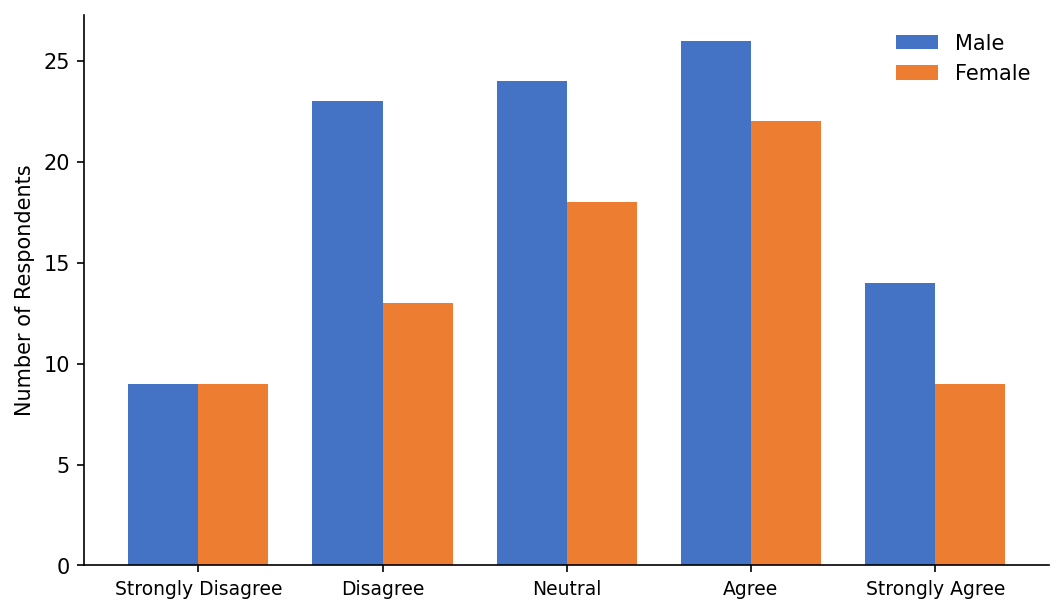 Male
Female
Number of Respondents
25
20
15
10
5
0
Strongly Disagree
Disagree
Neutral
Agree
Strongly Agree